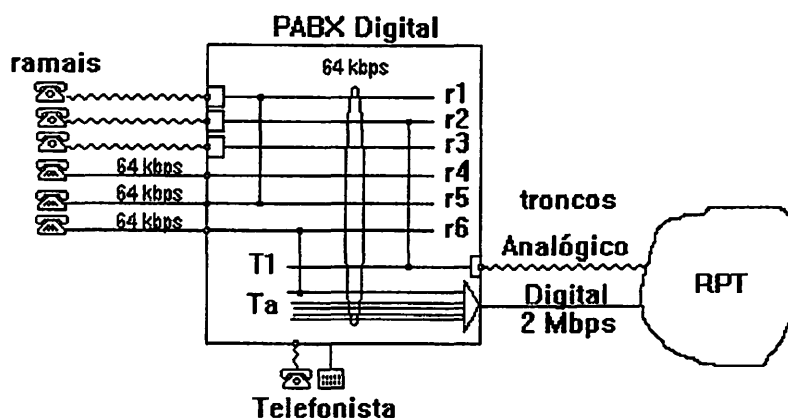 PABX Digital
ramais
64 kbps
r1
r2
r3
64 kbps
r4
64 kbps
r5
64 kbps
r6
troncos
T1
Analógico
RPT
Ta
Digital
2 Mbps
Telefonista